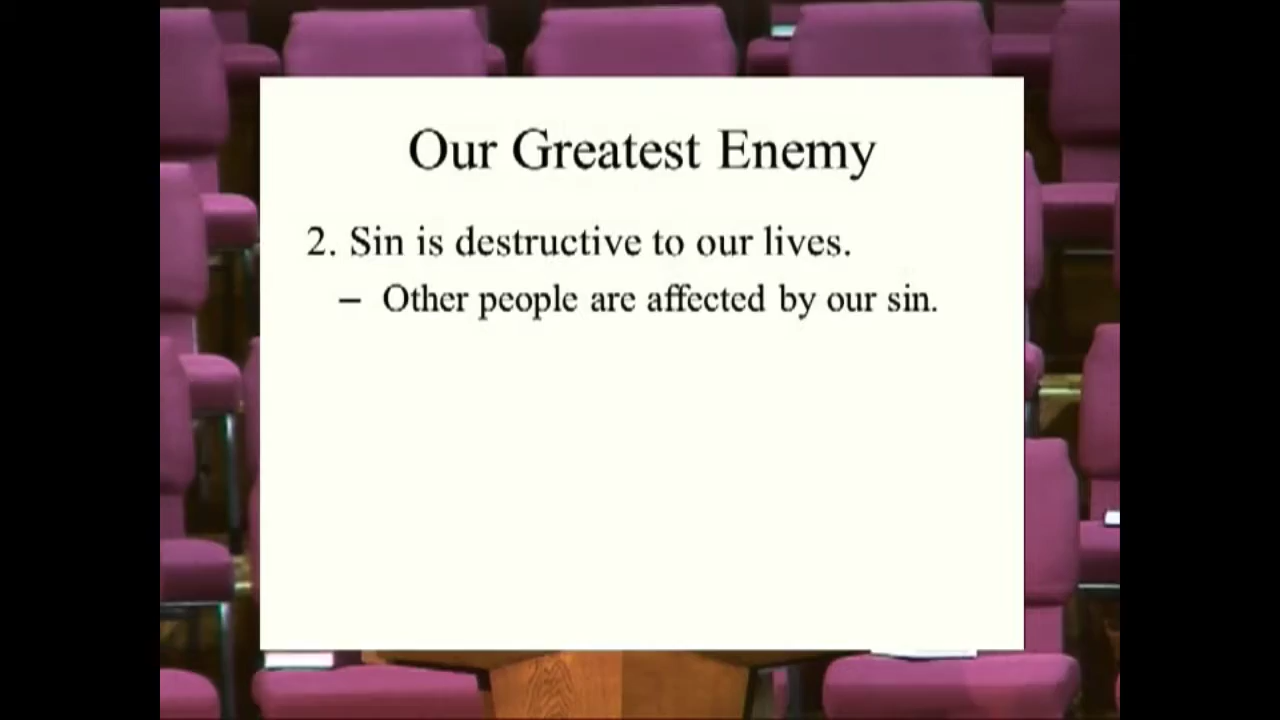 Our Greatest Enemy
2. Sin is destructive to our lives.
– Other people are affected by our sin.